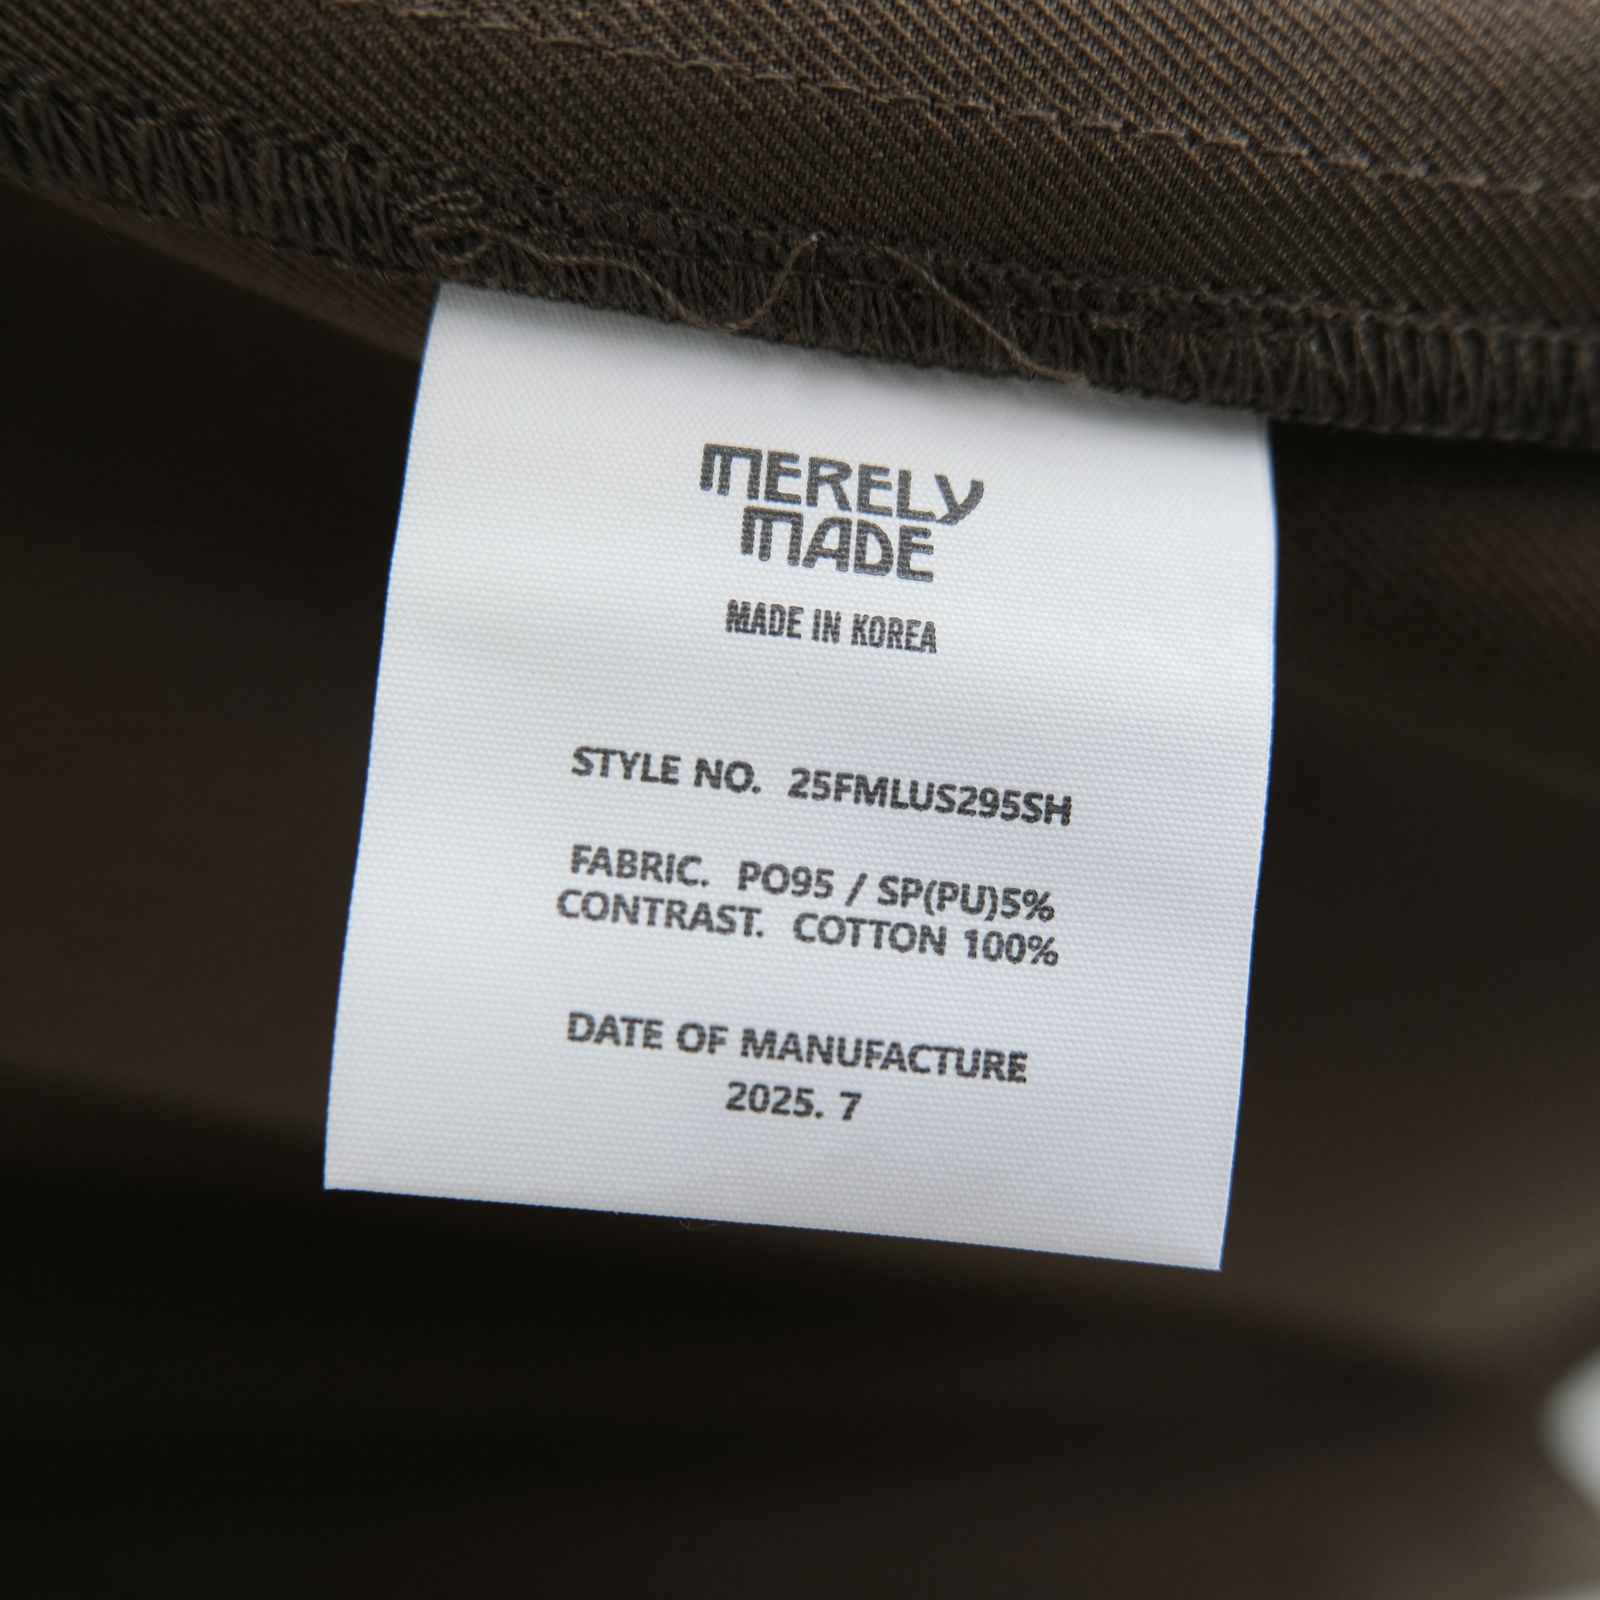 MERELY
MADE
MADE IN KOREA
STYLE NO. 25FMLUS295SH
FABRIC. PO95 / SP(PU)5%
CONTRAST. COTTON 100%
DATE OF MANUFACTURE
2025. 7